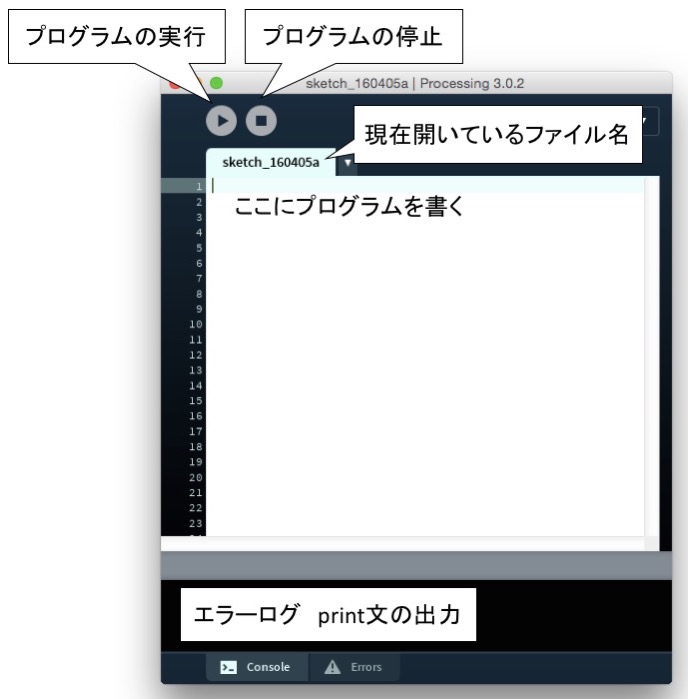 プログラムの実行
プログラムの停止
sketch_160405a | Processing 3.0.2
現在開いているファイル名
sketch_160405a
1
ここにプログラムを書く
2
3
4
5
6
7
8
9
10
11
12
13
14
15
16
17
18
19
20
21
22
23
エラーログ print文の出力
Console
Errors